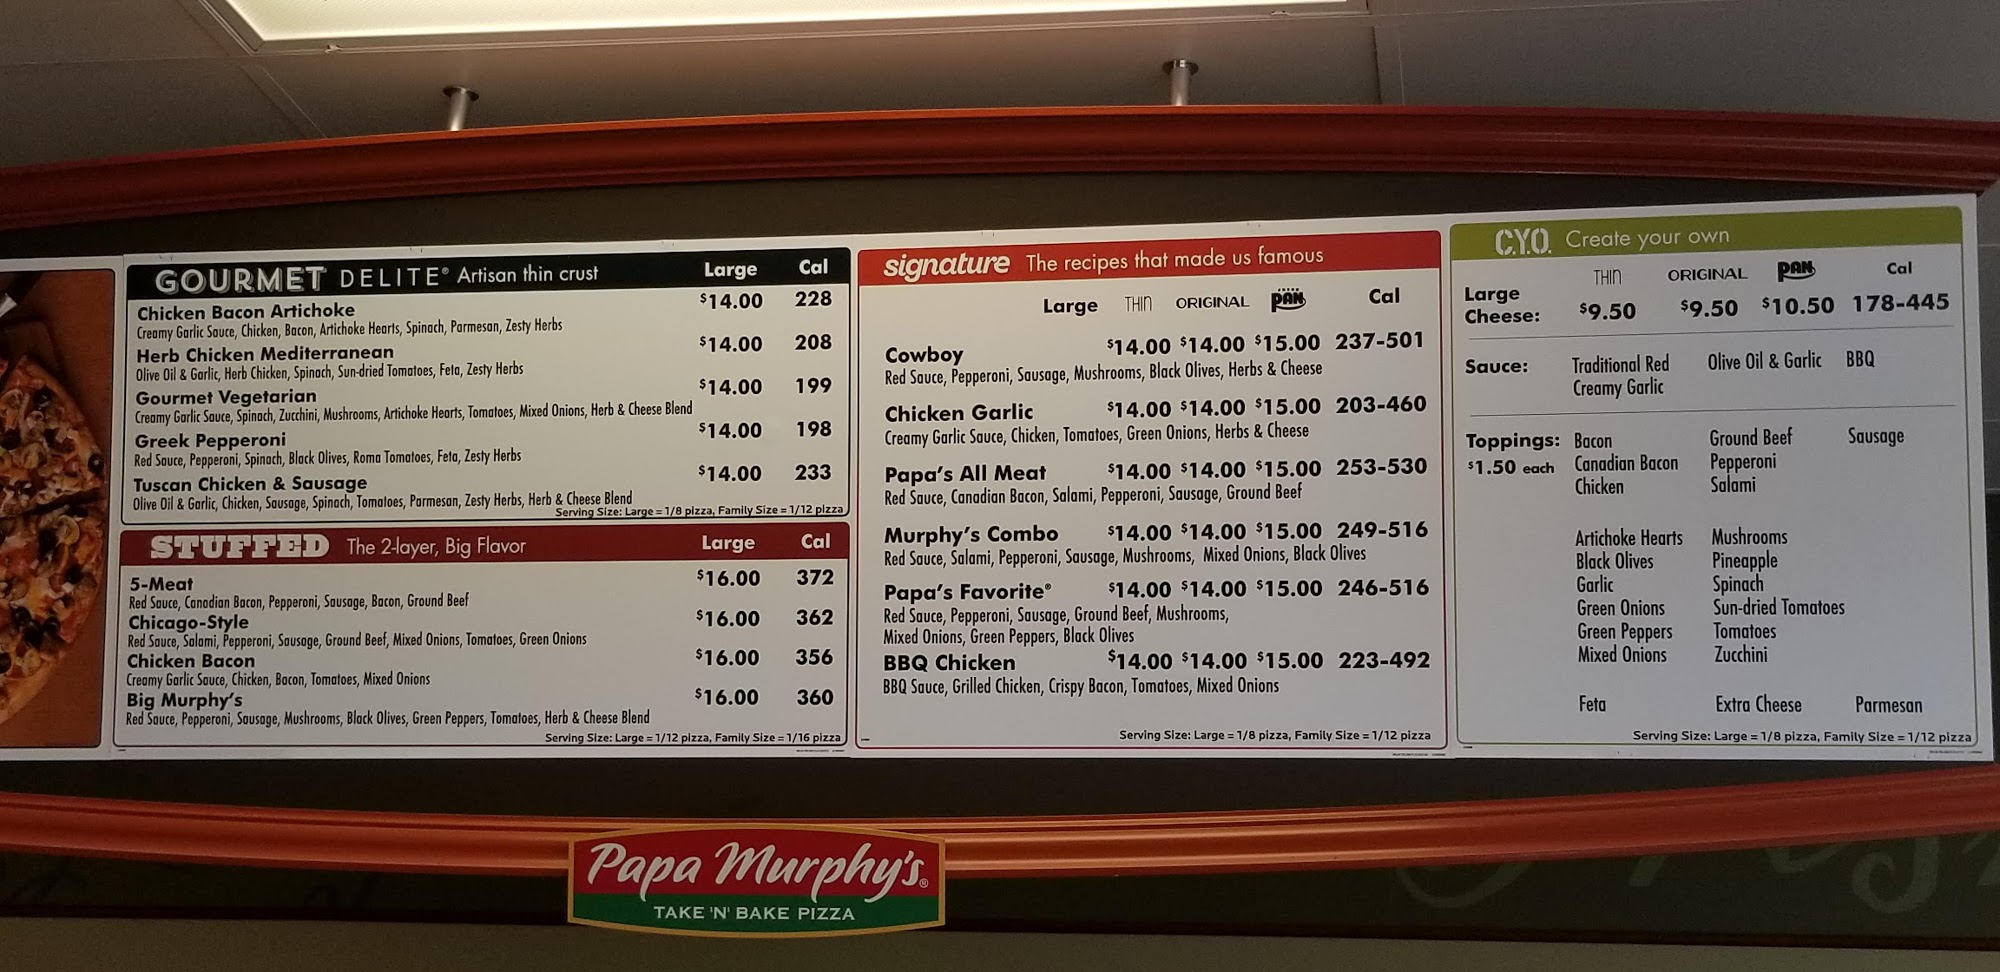 GOURMET DELITE® Artisan thin crust Large Cal
Chicken Bacon Artichoke $14.00 228
Creamy Garlic Sauce, Chicken, Bacon, Artichoke Hearts, Spinach, Parmesan, Zesty Herbs
Herb Chicken Mediterranean $14.00 208
Olive Oil & Garlic, Herb Chicken, Spinach, Sun-dried Tomatoes, Feta, Zesty Herbs
Gourmet Vegetarian $14.00 199
Creamy Garlic Sauce, Spinach, Zucchini, Mushrooms, Artichoke Hearts, Tomatoes, Mixed Onions, Herb & Cheese Blend
Greek Pepperoni $14.00 198
Red Sauce, Pepperoni, Spinach, Black Olives, Roma Tomatoes, Feta, Zesty Herbs
Tuscan Chicken & Sausage $14.00 233
Olive Oil & Garlic, Chicken, Sausage, Spinach, Tomatoes, Parmesan, Zesty Herbs, Herb & Cheese Blend
Serving Size: Large = 1/8 pizza, Family Size = 1/12 pizza
STUFFED The 2-layer, Big Flavor Large Cal
5-Meat $16.00 372
Red Sauce, Canadian Bacon, Pepperoni, Sausage, Bacon, Ground Beef
Chicago-Style $16.00 362
Red Sauce, Salami, Pepperoni, Sausage, Ground Beef, Mixed Onions, Tomatoes, Green Onions
Chicken Bacon $16.00 356
Creamy Garlic Sauce, Chicken, Bacon, Tomatoes, Mixed Onions
Big Murphy's $16.00 360
Red Sauce, Pepperoni, Sausage, Mushrooms, Black Olives, Green Peppers, Tomatoes, Herb & Cheese Blend
Serving Size: Large = 1/12 pizza, Family Size = 1/16 pizza
signature The recipes that made us famous
Large THIN ORIGINAL PAN Cal
Cowboy $14.00 $14.00 $15.00 237-501
Red Sauce, Pepperoni, Sausage, Mushrooms, Black Olives, Herbs & Cheese
Chicken Garlic $14.00 $14.00 $15.00 203-460
Creamy Garlic Sauce, Chicken, Tomatoes, Green Onions, Herbs & Cheese
Papa's All Meat $14.00 $14.00 $15.00 253-530
Red Sauce, Canadian Bacon, Salami, Pepperoni, Sausage, Ground Beef
Murphy's Combo $14.00 $14.00 $15.00 249-516
Red Sauce, Salami, Pepperoni, Sausage, Mushrooms, Mixed Onions, Black Olives
Papa's Favorite® $14.00 $14.00 $15.00 246-516
Red Sauce, Pepperoni, Sausage, Ground Beef, Mushrooms,
Mixed Onions, Green Peppers, Black Olives
BBQ Chicken $14.00 $14.00 $15.00 223-492
BBQ Sauce, Grilled Chicken, Crispy Bacon, Tomatoes, Mixed Onions
Serving Size: Large = 1/8 pizza, Family Size = 1/12 pizza
C.Y.O. Create your own
THIN ORIGINAL PAN Cal
Large
Cheese: $9.50 $9.50 $10.50 178-445
Sauce: Traditional Red Olive Oil & Garlic BBQ
Creamy Garlic
Toppings: Bacon Ground Beef Sausage
$1.50 each Canadian Bacon Pepperoni
Chicken Salami
Artichoke Hearts Mushrooms
Black Olives Pineapple
Garlic Spinach
Green Onions Sun-dried Tomatoes
Green Peppers Tomatoes
Mixed Onions Zucchini
Feta Extra Cheese Parmesan
Serving Size: Large = 1/8 pizza, Family Size = 1/12 pizza
Papa Murphy's®
TAKE 'N' BAKE PIZZA